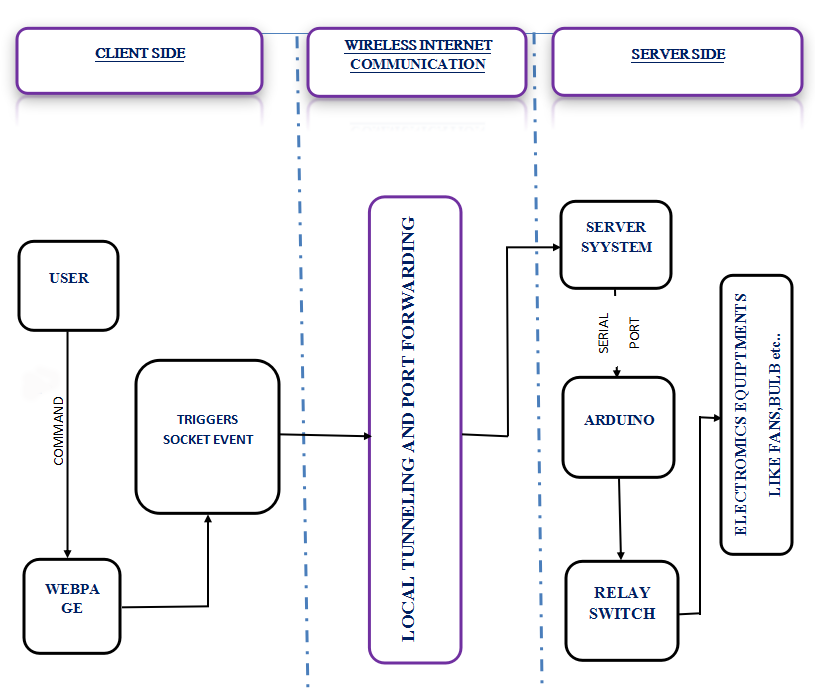 CLIENT SIDE
WIRELESS INTERNET
COMMUNICATION
SERVER SIDE
USER
COMMAND
WEBPA
GE
TRIGGERS
SOCKET EVENT
LOCAL TUNNELING AND PORT FORWARDING
SERVER
SYYSTEM
SERIAL
PORT
ARDUINO
RELAY
SWITCH
ELECTROMICS EQUIPTMENTS
LIKE FANS,BULB etc..